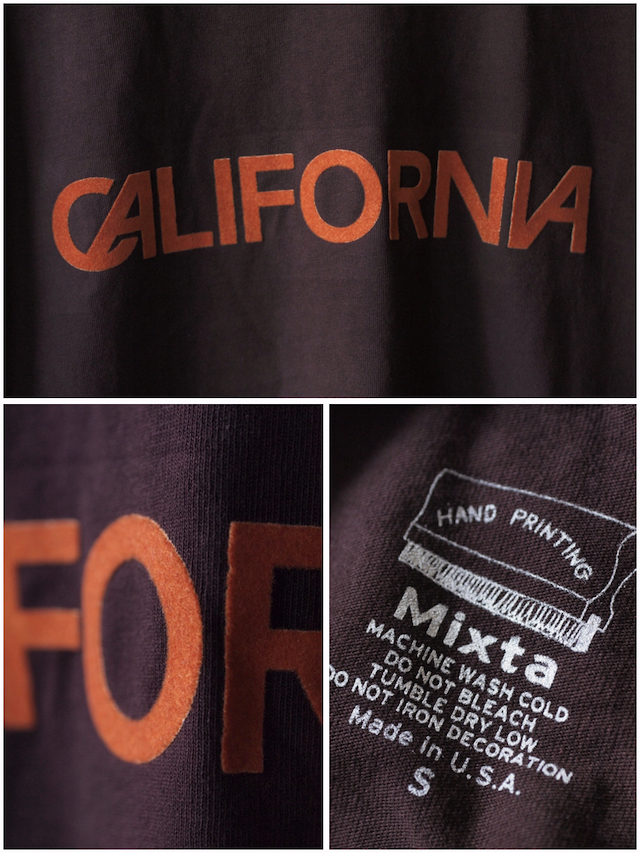 CALIFORNIA
FOR
HAND PRINTING
Mixta
MACHINE WASH COLD
DO NOT BLEACH
TUMBLE DRY LOW
DO NOT IRON DECORATION
Made in U.S.A.
S